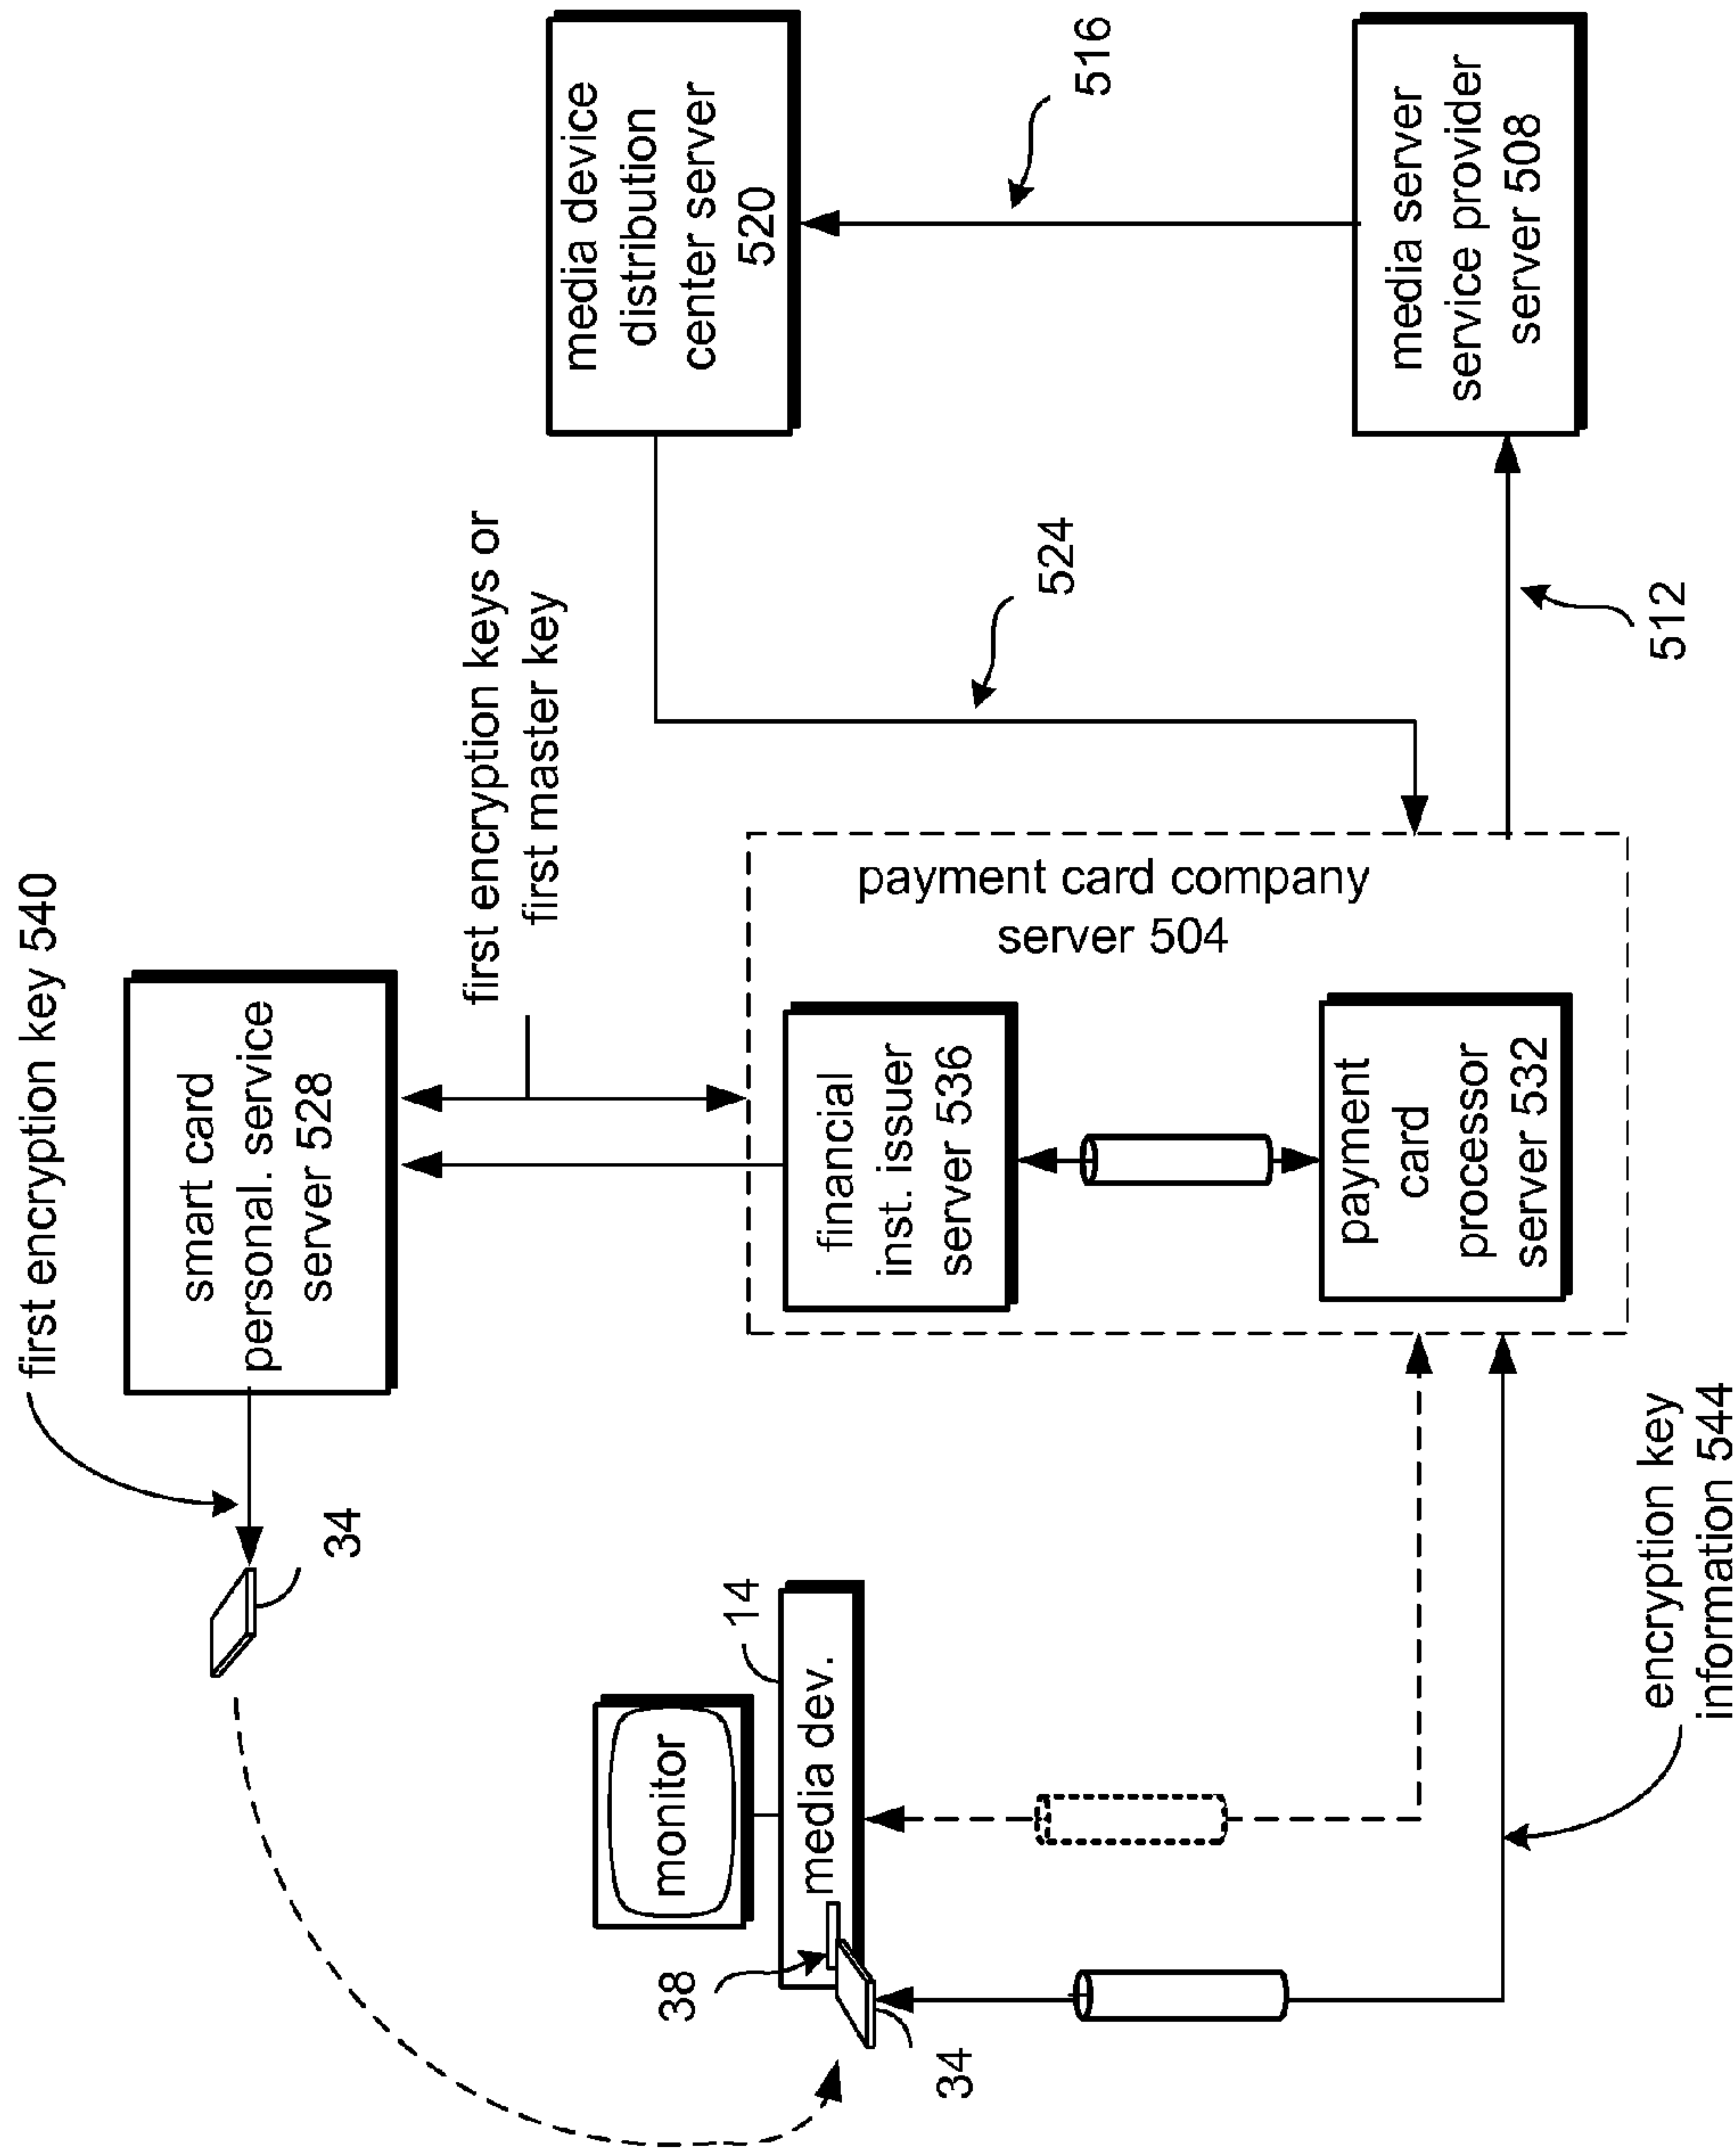 first encryption key 540
smart card
personal. service
server 528
34
first encryption keys or
first master key
media device
distribution
center server
520
516
524
monitor
14
media dev.
38
34
financial
inst. issuer
server 536
payment card company
server 504
payment
card
processor
server 532
512
media server
service provider
server 508
encryption key
information 544